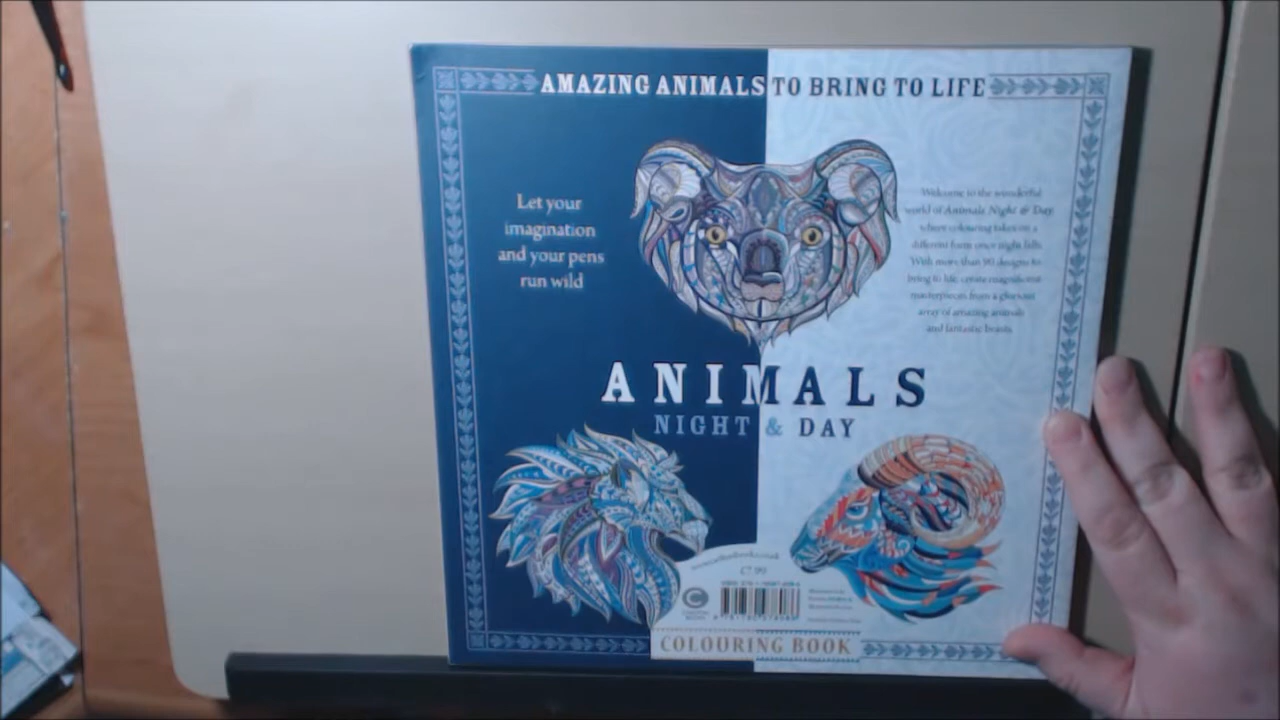 AMAZING ANIMALS TO BRING TO LIFE
Let your
imagination
and your pens
run wild
Welcome to the wonderful
world of Animals Night & Day
where colouring takes on a
different form once night falls.
With more than 90 designs to
bring to life, create magnificent
masterpieces from a glorious
array of amazing animals
and fantastic beasts.
ANIMALS
NIGHT & DAY
£7.99
COLOURING BOOK